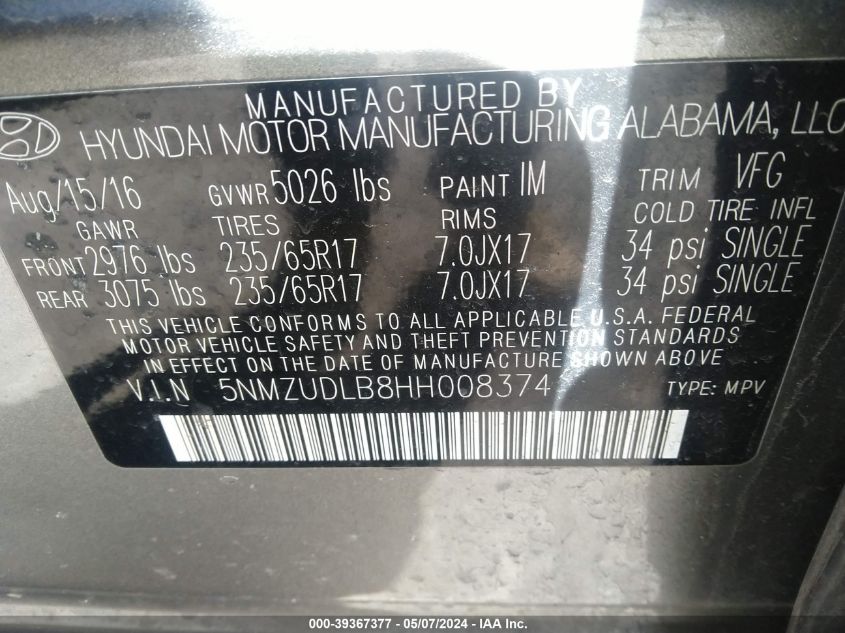 MANUFACTURED BY
HYUNDAI MOTOR MANUFACTURING ALABAMA, LLC
Aug/15/16 GVWR 5026 lbs PAINT IM TRIM VFG
GAWR TIRES RIMS COLD TIRE INFL
FRONT 2976 lbs 235/65R17 7.0JX17 34 psi SINGLE
REAR 3075 lbs 235/65R17 7.0JX17 34 psi SINGLE
THIS VEHICLE CONFORMS TO ALL APPLICABLE U.S.A. FEDERAL
MOTOR VEHICLE SAFETY AND THEFT PREVENTION STANDARDS
IN EFFECT ON THE DATE OF MANUFACTURE SHOWN ABOVE.
V.I.N 5NMZUDLB8HH008374 TYPE: MPV
000-39367377 - 05/07/2024 - IAA Inc.